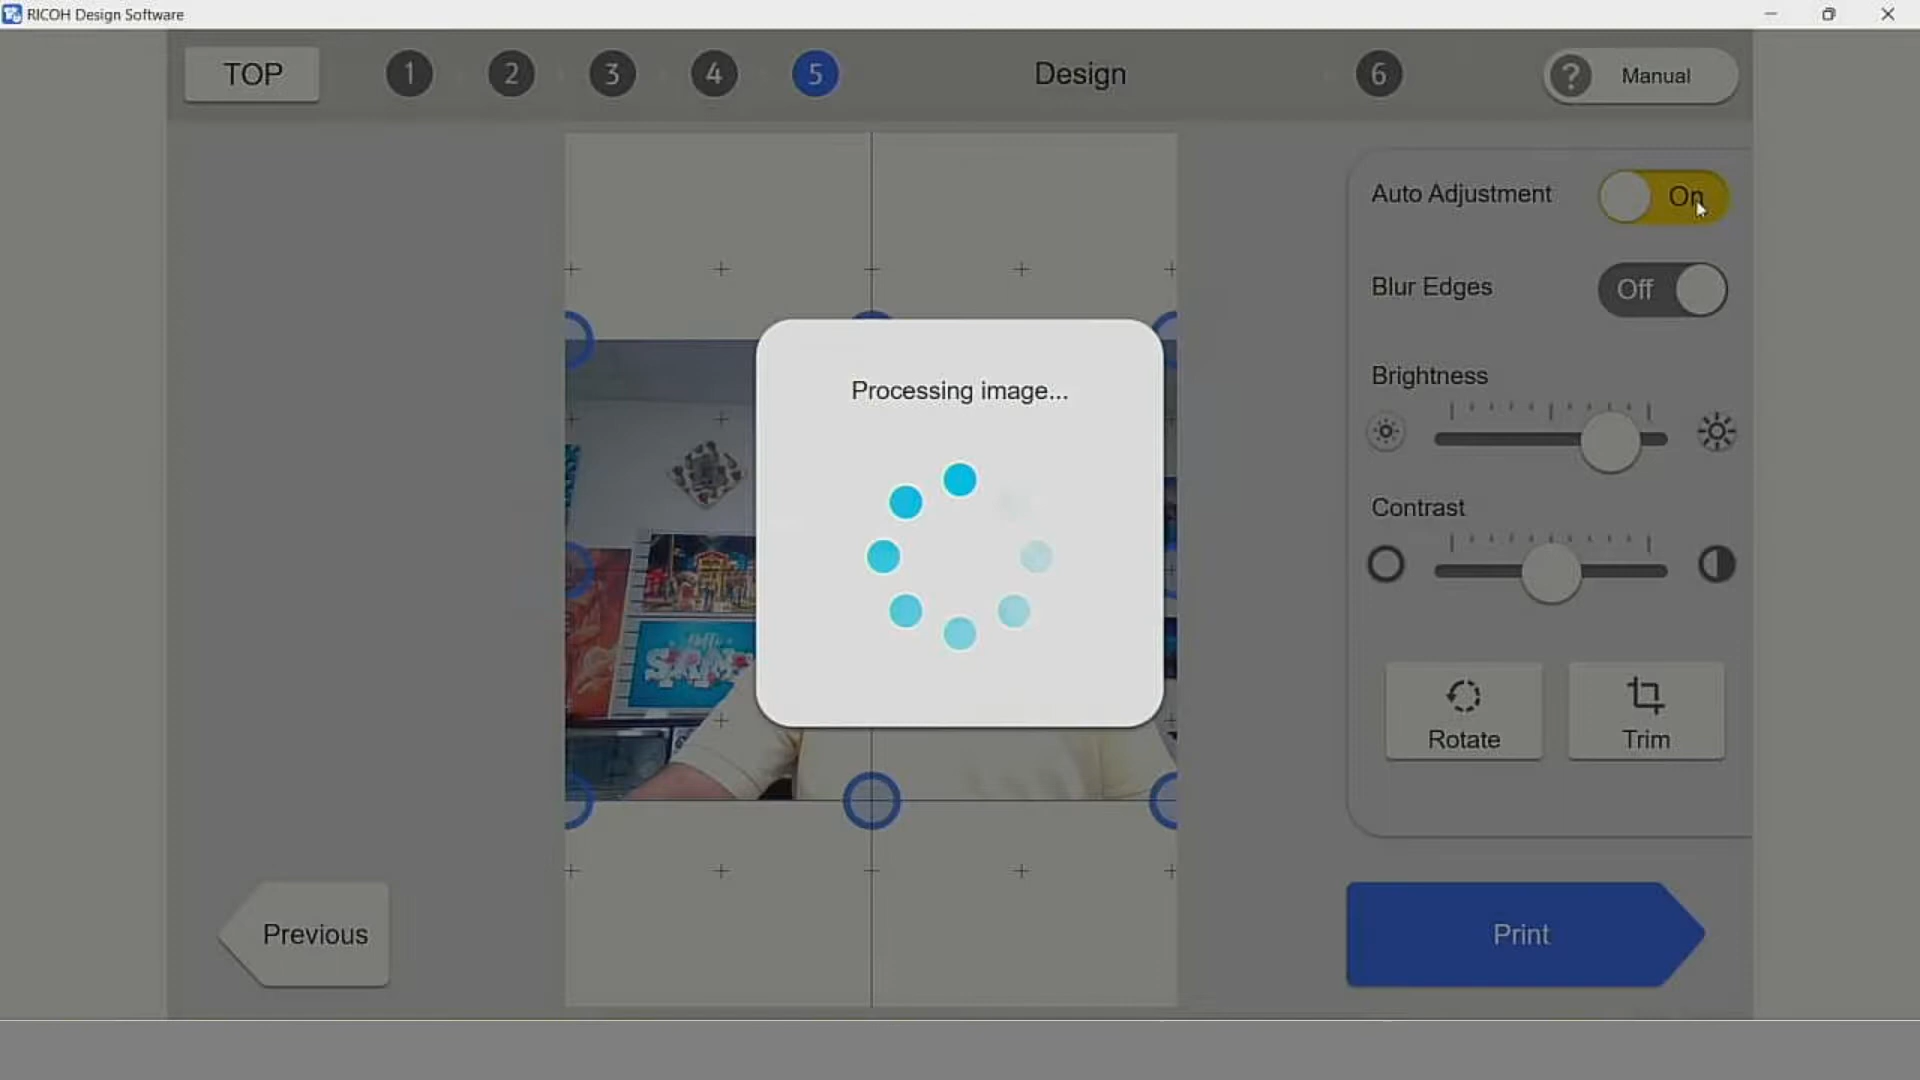 RICOH Design Software
TOP
1
2
3
4
5
Design
6
? Manual
Auto Adjustment
On
Blur Edges
Off
Processing image...
Brightness
Contrast
Rotate
Trim
Previous
Print